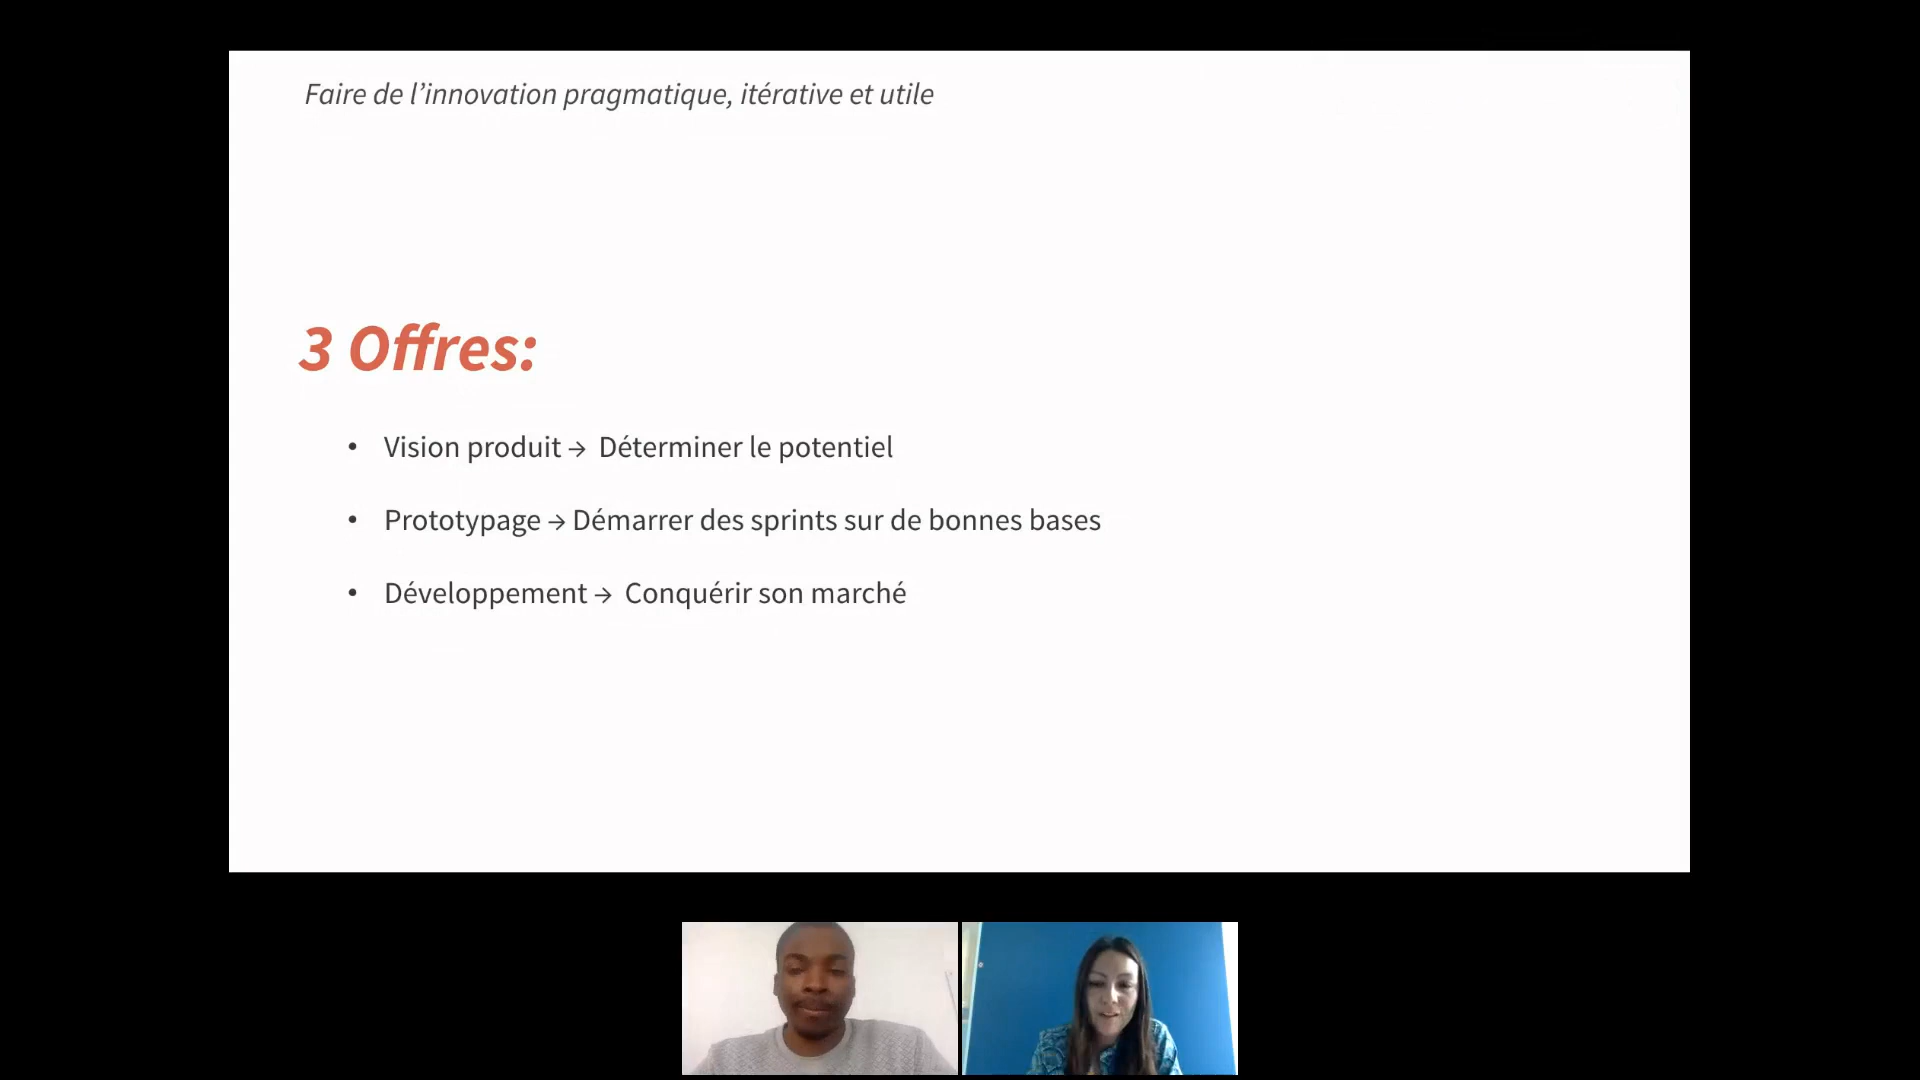 Faire de l’innovation pragmatique, itérative et utile
3 Offres:
• Vision produit → Déterminer le potentiel
• Prototypage → Démarrer des sprints sur de bonnes bases
• Développement → Conquérir son marché